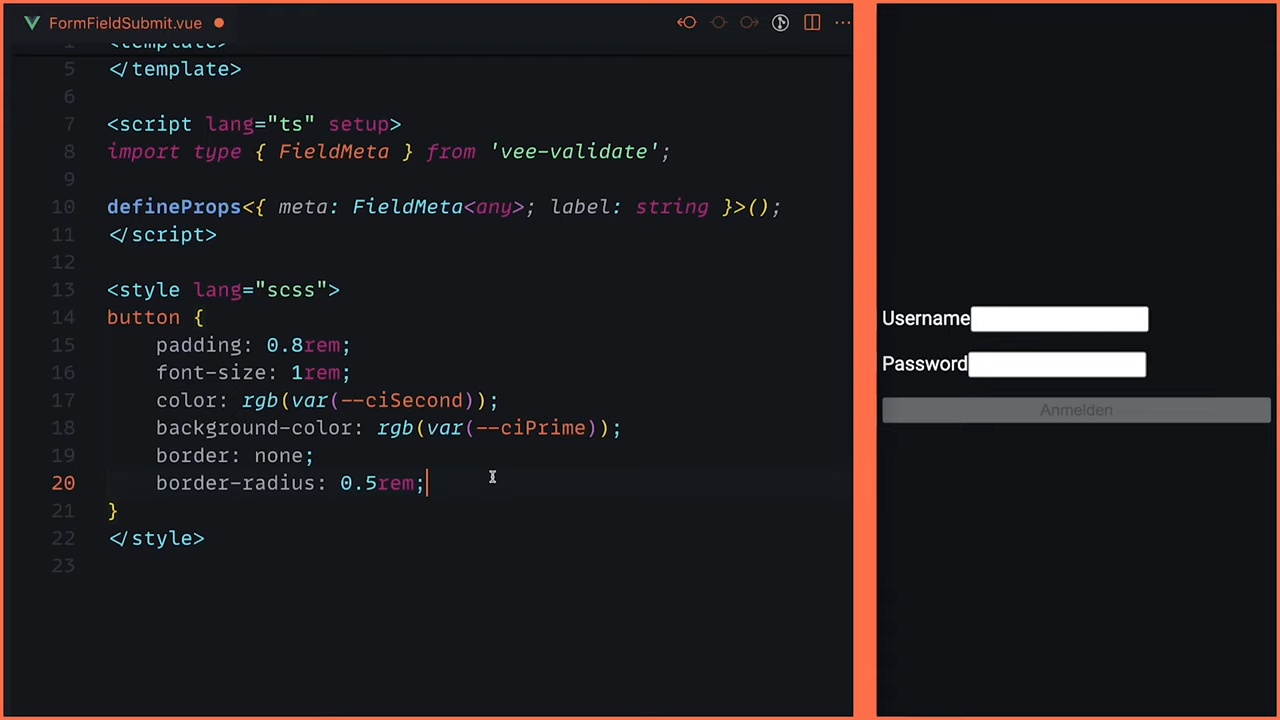 FormFieldSubmit.vue
1 <template>
5 </template>
6
7 <script lang="ts" setup>
8 import type { FieldMeta } from 'vee-validate';
9
10 defineProps<{ meta: FieldMeta<any>; label: string }>();
11 </script>
12
13 <style lang="scss">
14 button {
15 padding: 0.8rem;
16 font-size: 1rem;
17 color: rgb(var(--ciSecond));
18 background-color: rgb(var(--ciPrime));
19 border: none;
20 border-radius: 0.5rem;
21 }
22 </style>
23
Username
Password
Anmelden